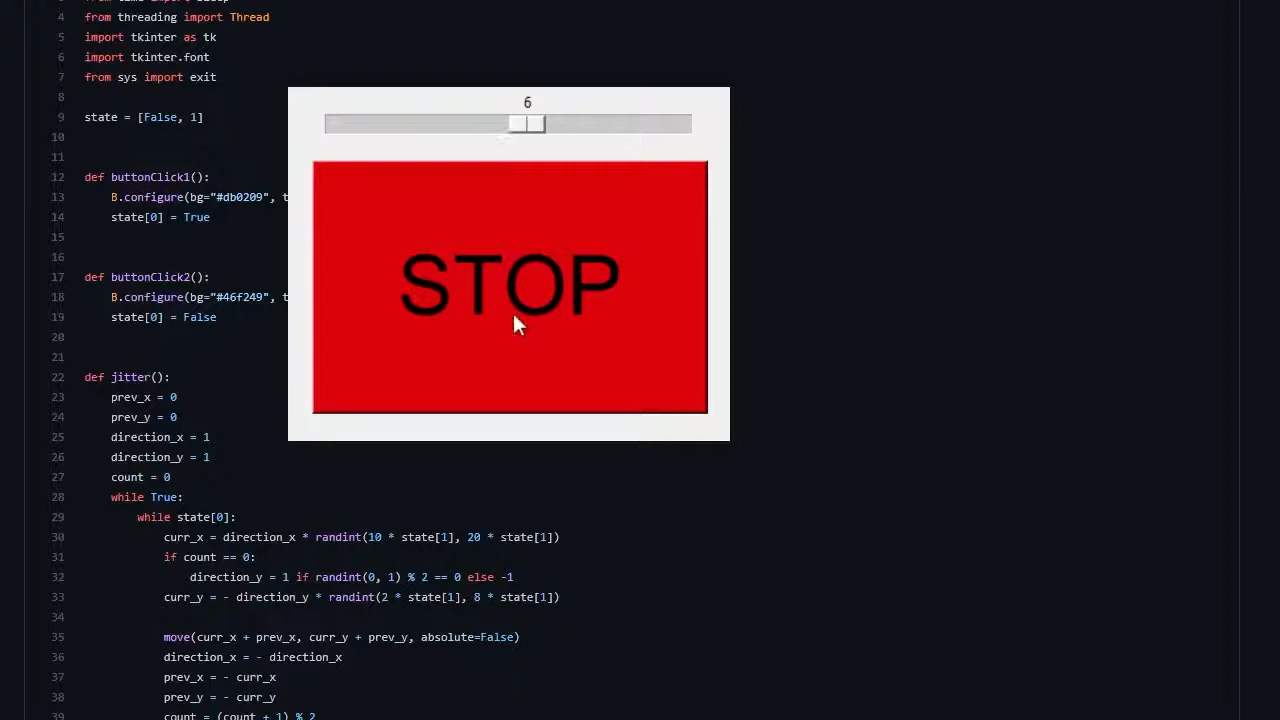 4 from threading import Thread
5 import tkinter as tk
6 import tkinter.font
7 from sys import exit
8
9 state = [False, 1]
10
11
12 def buttonClick1():
13 B.configure(bg="#db0209", t
14 state[0] = True
15
16
17 def buttonClick2():
18 B.configure(bg="#46f249", t
19 state[0] = False
20
21
22 def jitter():
23 prev_x = 0
24 prev_y = 0
25 direction_x = 1
26 direction_y = 1
27 count = 0
28 while True:
29 while state[0]:
30 curr_x = direction_x * randint(10 * state[1], 20 * state[1])
31 if count == 0:
32 direction_y = 1 if randint(0, 1) % 2 == 0 else -1
33 curr_y = - direction_y * randint(2 * state[1], 8 * state[1])
34
35 move(curr_x + prev_x, curr_y + prev_y, absolute=False)
36 direction_x = - direction_x
37 prev_x = - curr_x
38 prev_y = - curr_y
39 count = (count + 1) % 2
6
STOP